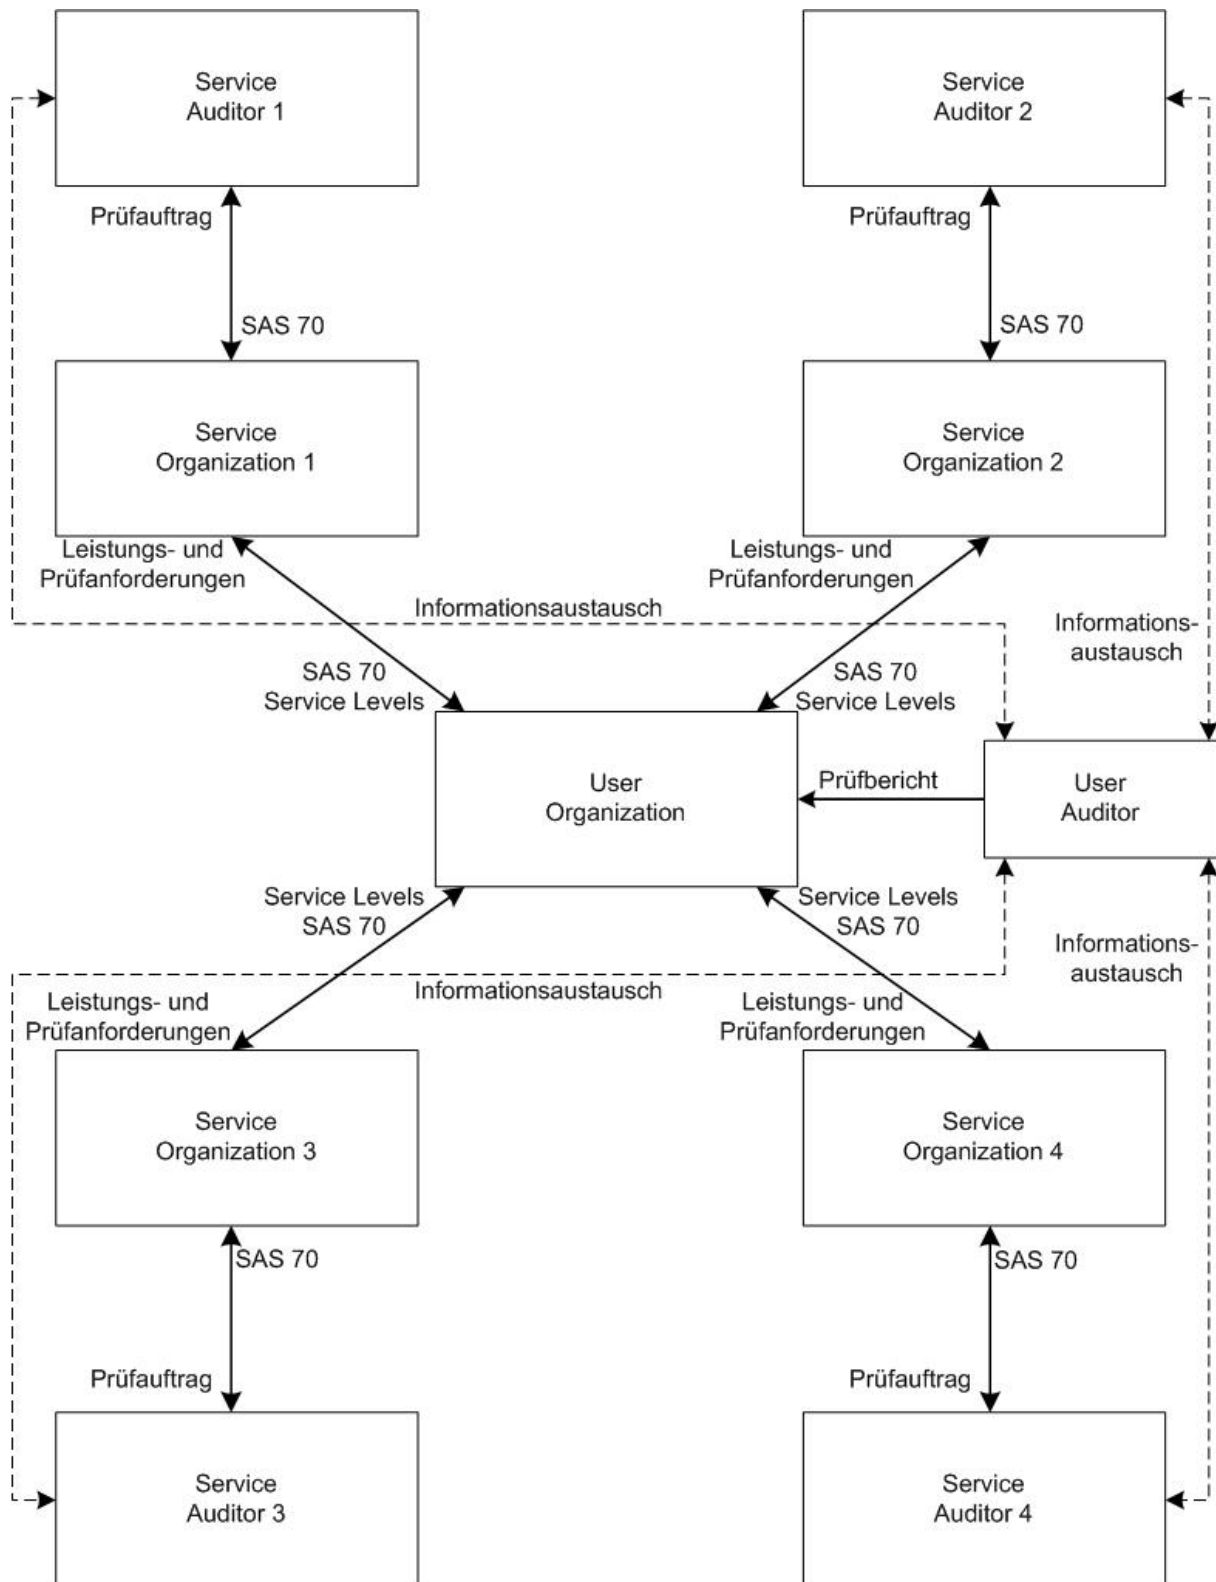 Service
Auditor 1
Service
Auditor 2
Prüfauftrag
Prüfauftrag
SAS 70
SAS 70
Service
Organization 1
Service
Organization 2
Leistungs- und
Prüfanforderungen
Leistungs- und
Prüfanforderungen
Informationsaustausch
Informations-
austausch
SAS 70
Service Levels
SAS 70
Service Levels
User
Organization
Prüfbericht
User
Auditor
Service Levels
SAS 70
Service Levels
SAS 70
Informations-
austausch
Informationsaustausch
Leistungs- und
Prüfanforderungen
Leistungs- und
Prüfanforderungen
Service
Organization 3
Service
Organization 4
SAS 70
SAS 70
Prüfauftrag
Prüfauftrag
Service
Auditor 3
Service
Auditor 4